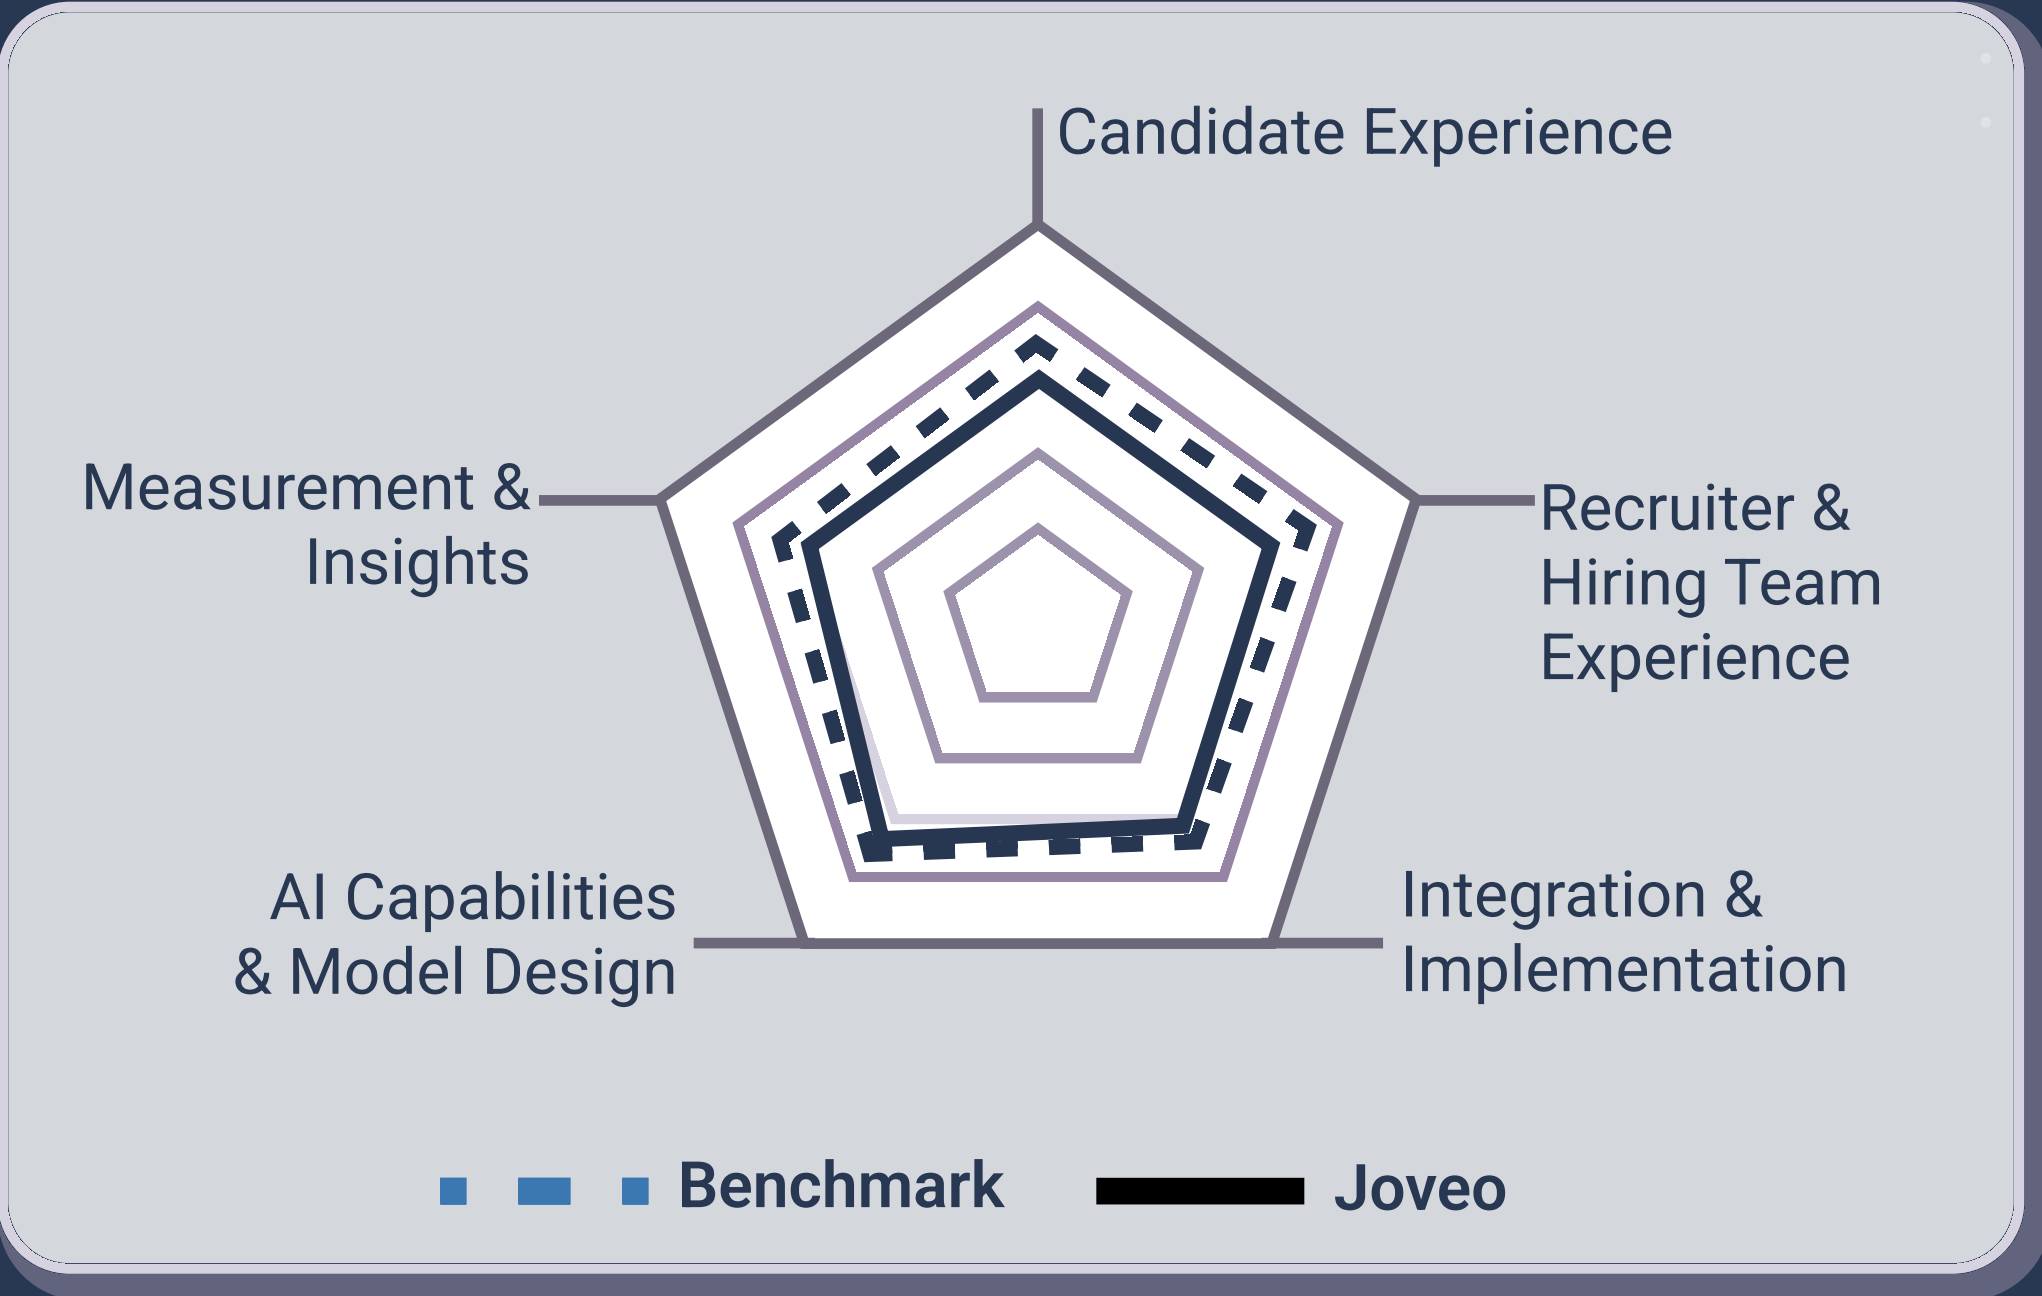 Candidate Experience
Measurement &
Insights
Recruiter &
Hiring Team
Experience
AI Capabilities
& Model Design
Integration &
Implementation
Benchmark
Joveo